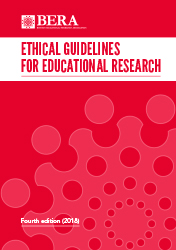 BERA
ETHICAL GUIDELINES
FOR EDUCATIONAL RESEARCH
Fourth edition (2018)